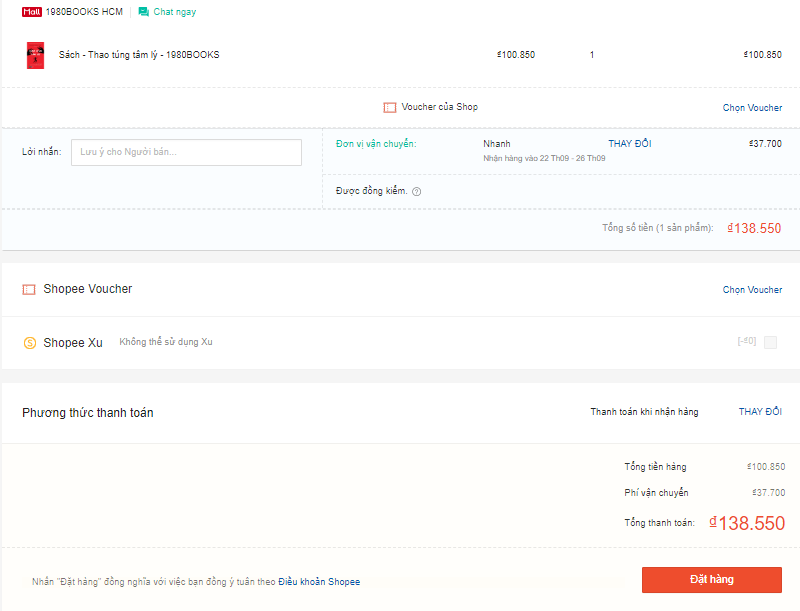 Mall 1980BOOKS HCM Chat ngay
Sách - Thao túng tâm lý - 1980BOOKS ₫100.850 1 ₫100.850
Voucher của Shop Chọn Voucher
Lời nhắn: Lưu ý cho Người bán... Đơn vị vận chuyển: Nhanh THAY ĐỔI ₫37.700
Nhận hàng vào 22 Th09 - 26 Th09
Được đồng kiểm. ?
Tổng số tiền (1 sản phẩm): ₫138.550
Shopee Voucher Chọn Voucher
Shopee Xu Không thể sử dụng Xu [-₫0]
Phương thức thanh toán Thanh toán khi nhận hàng THAY ĐỔI
Tổng tiền hàng ₫100.850
Phí vận chuyển ₫37.700
Tổng thanh toán: ₫138.550
Nhấn "Đặt hàng" đồng nghĩa với việc bạn đồng ý tuân theo Điều khoản Shopee Đặt hàng